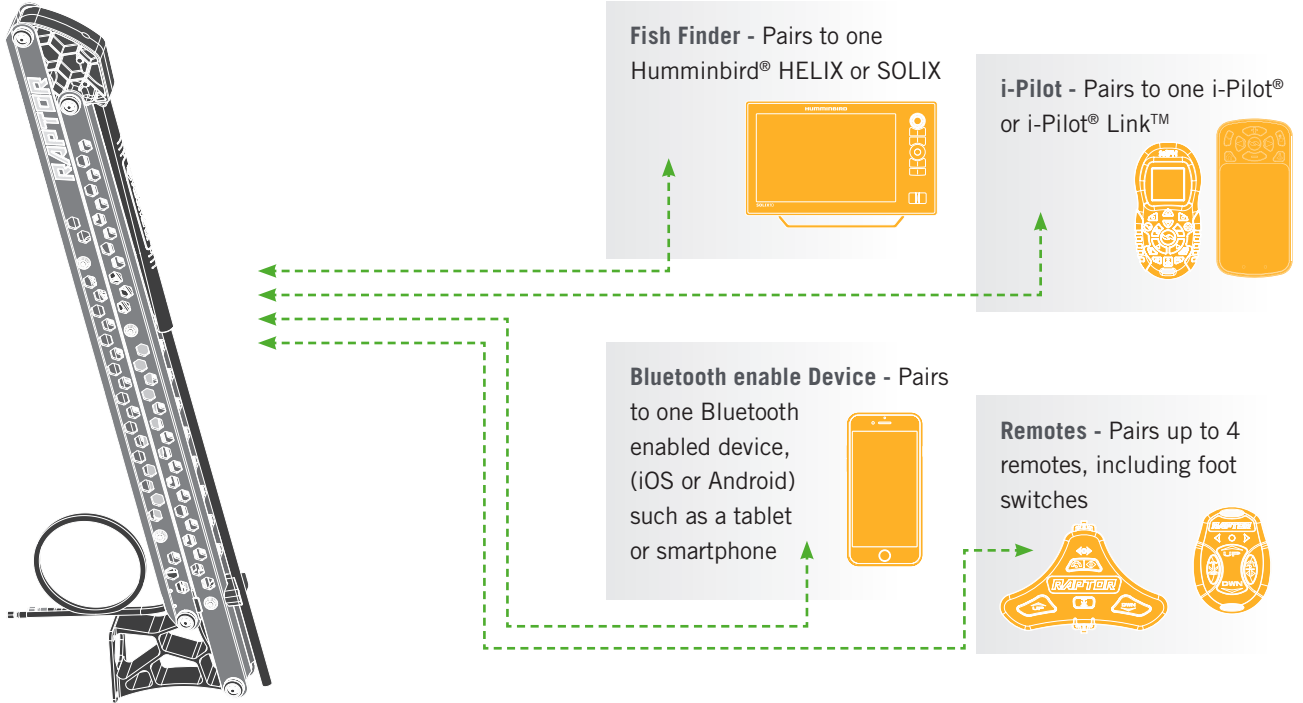 RAPTOR
Fish Finder - Pairs to one
Humminbird® HELIX or SOLIX
HUMMINBIRD
SOLIX
i-Pilot - Pairs to one i-Pilot®
or i-Pilot® Link™
Bluetooth enable Device - Pairs
to one Bluetooth
enabled device,
(iOS or Android)
such as a tablet
or smartphone
Remotes - Pairs up to 4
remotes, including foot
switches
RAPTOR
UP
RAPTOR
UP
DWN